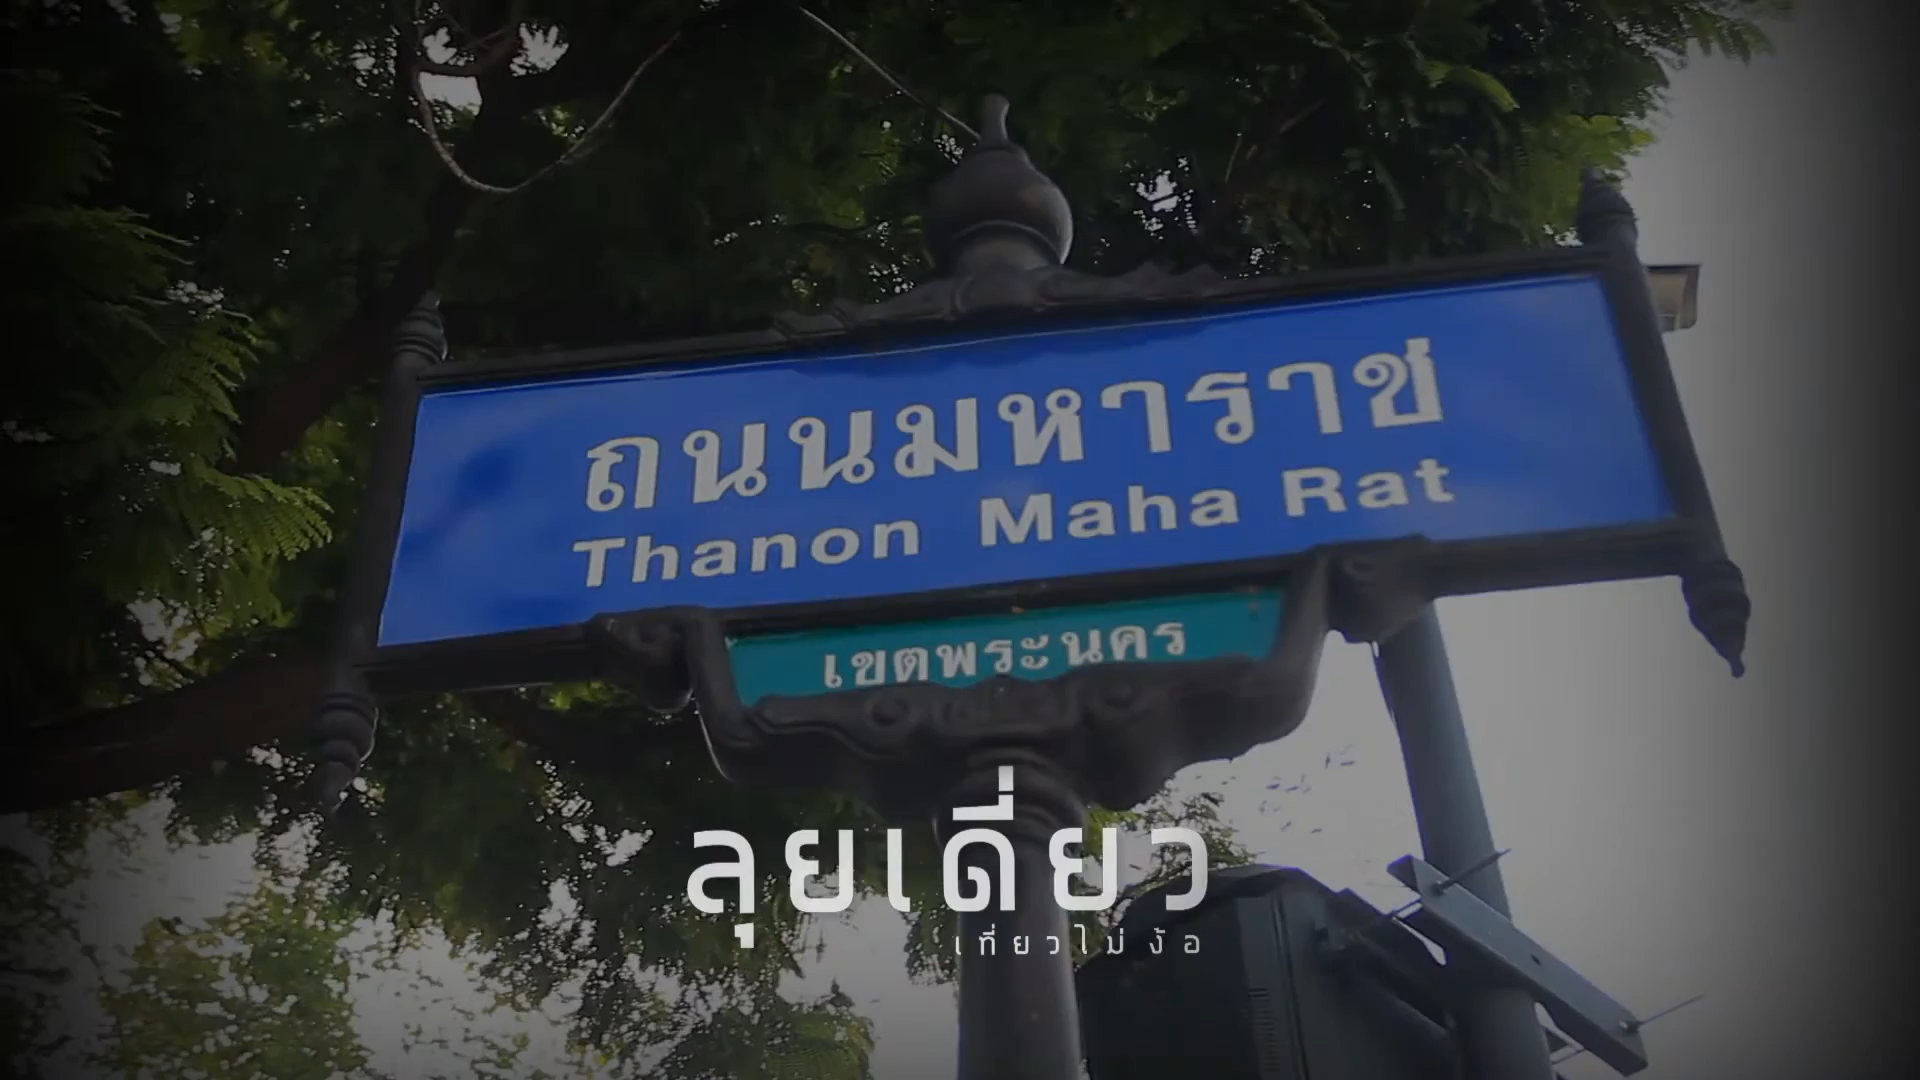 ถนนมหาราช
Thanon Maha Rat
เขตพระนคร
ลุยเดี่ยว
เที่ยวไม่ง้อ